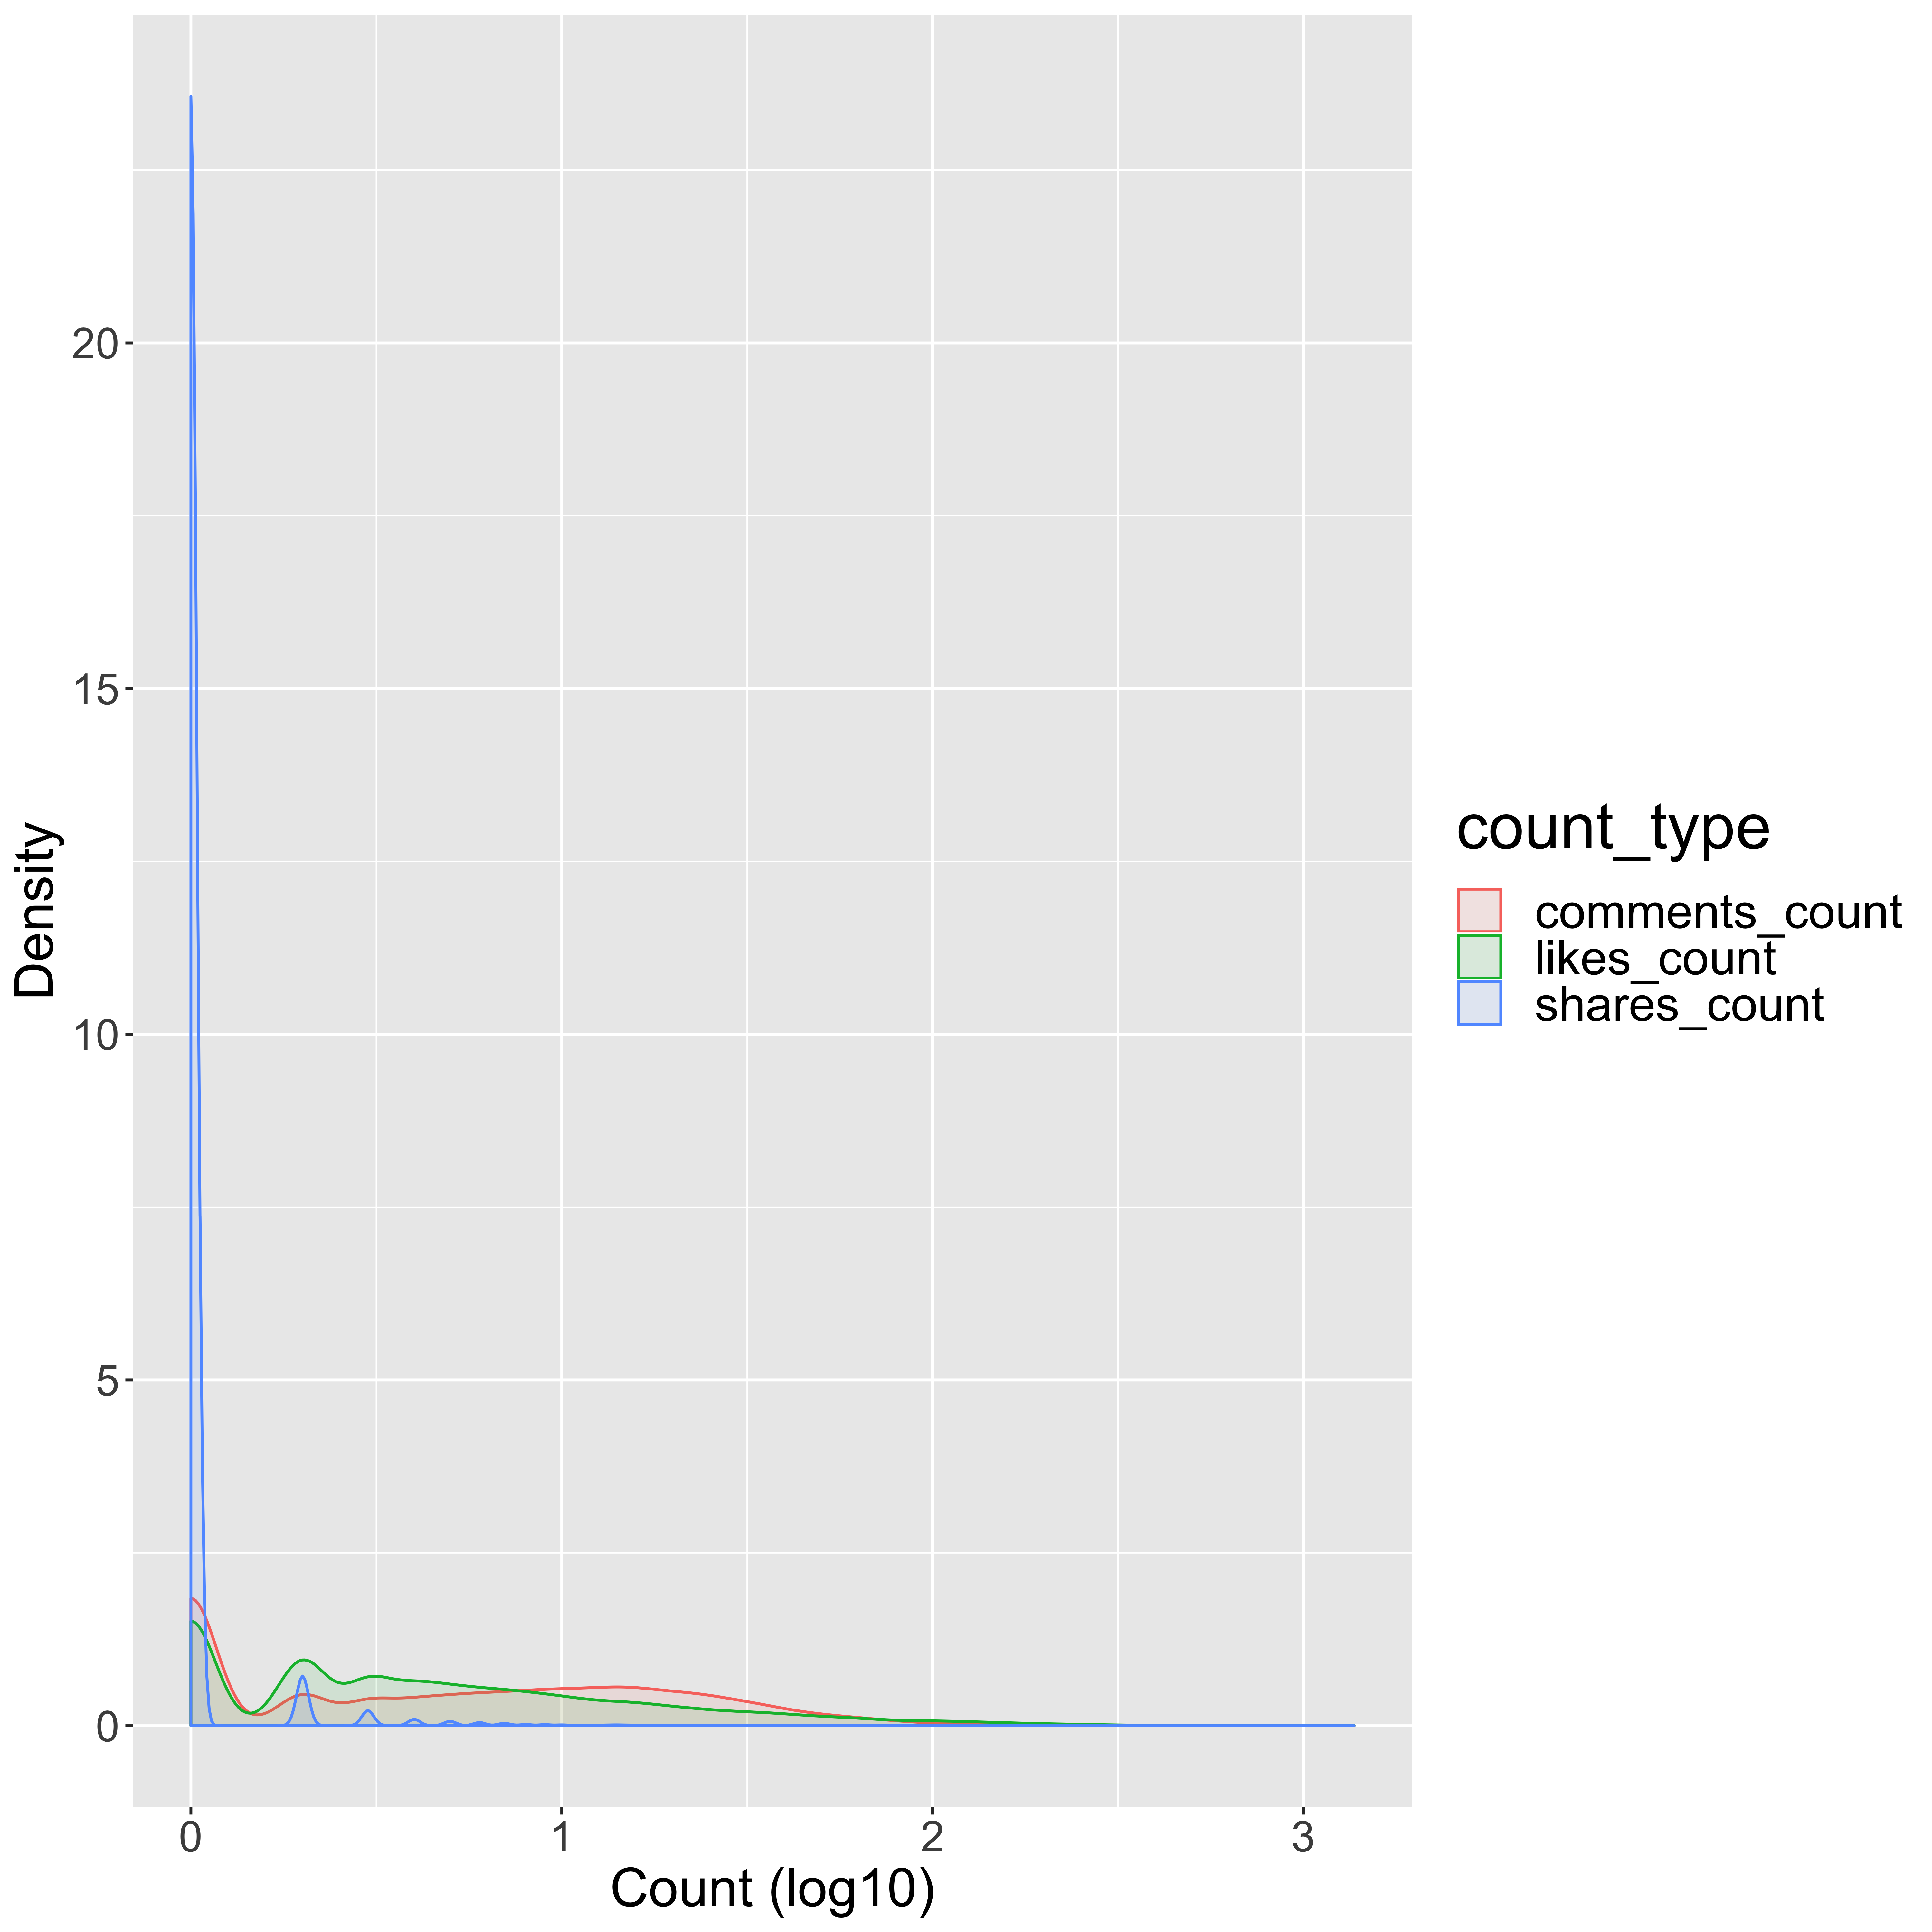 Density
20
15
10
5
0
0 1 2 3
Count (log10)
count_type
comments_count
likes_count
shares_count